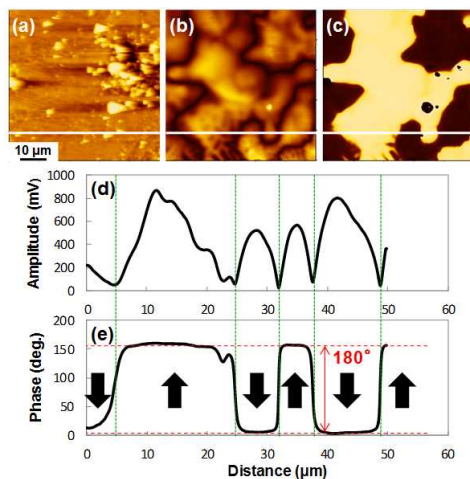 (a) (b) (c)
10 μm
(d)
Amplitude (mV)
1000
800
600
400
200
0
0 10 20 30 40 50 60
(e)
Phase (deg.)
200
150
100
50
0
180°
0 10 20 30 40 50 60
Distance (μm)